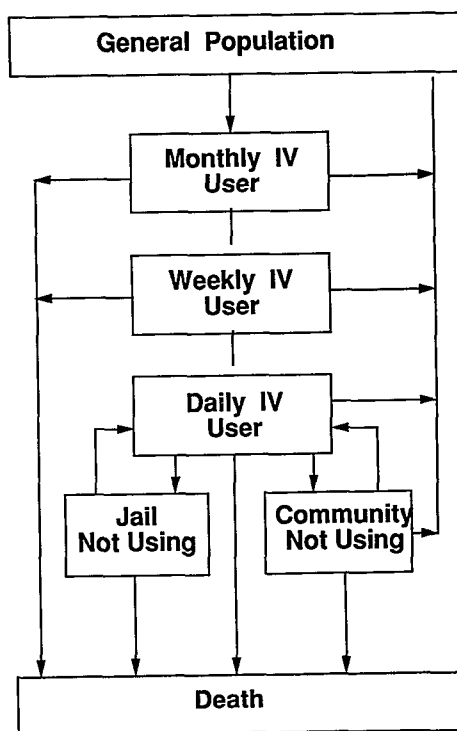 General Population
Monthly IV
User
Weekly IV
User
Daily IV
User
Jail
Not Using
Community
Not Using
Death